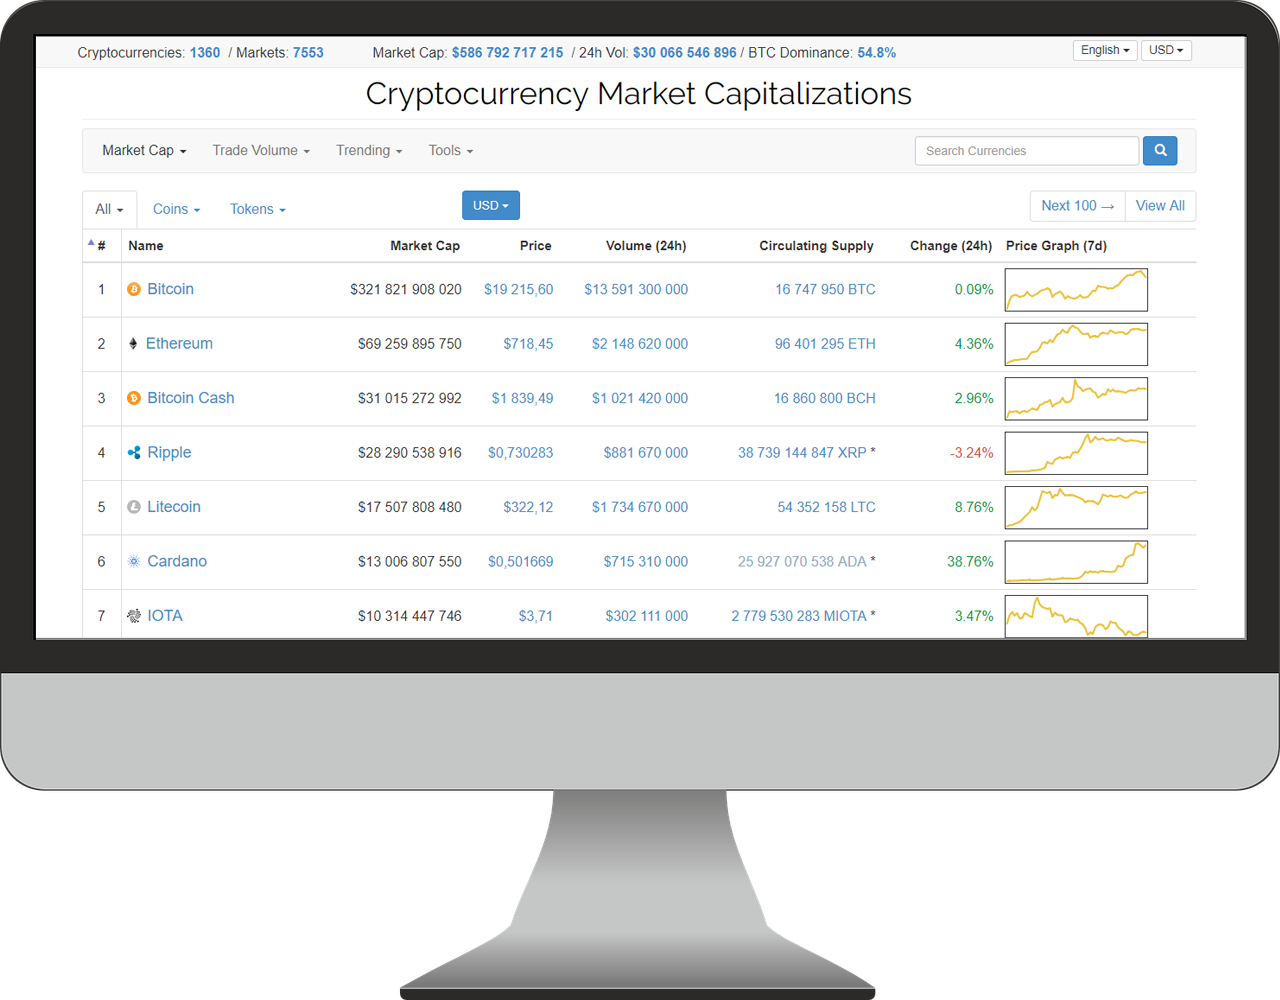 Cryptocurrencies: 1360 / Markets: 7553 Market Cap: $586 792 717 215 / 24h Vol: $30 066 546 896 / BTC Dominance: 54.8% English USD
Cryptocurrency Market Capitalizations
Market Cap Trade Volume Trending Tools Search Currencies
All Coins Tokens USD Next 100 → View All
# Name Market Cap Price Volume (24h) Circulating Supply Change (24h) Price Graph (7d)
1 Bitcoin $321 821 908 020 $19 215,60 $13 591 300 000 16 747 950 BTC 0.09%
2 Ethereum $69 259 895 750 $718,45 $2 148 620 000 96 401 295 ETH 4.36%
3 Bitcoin Cash $31 015 272 992 $1 839,49 $1 021 420 000 16 860 800 BCH 2.96%
4 Ripple $28 290 538 916 $0,730283 $881 670 000 38 739 144 847 XRP * -3.24%
5 Litecoin $17 507 808 480 $322,12 $1 734 670 000 54 352 158 LTC 8.76%
6 Cardano $13 006 807 550 $0,501669 $715 310 000 25 927 070 538 ADA * 38.76%
7 IOTA $10 314 447 746 $3,71 $302 111 000 2 779 530 283 MIOTA * 3.47%